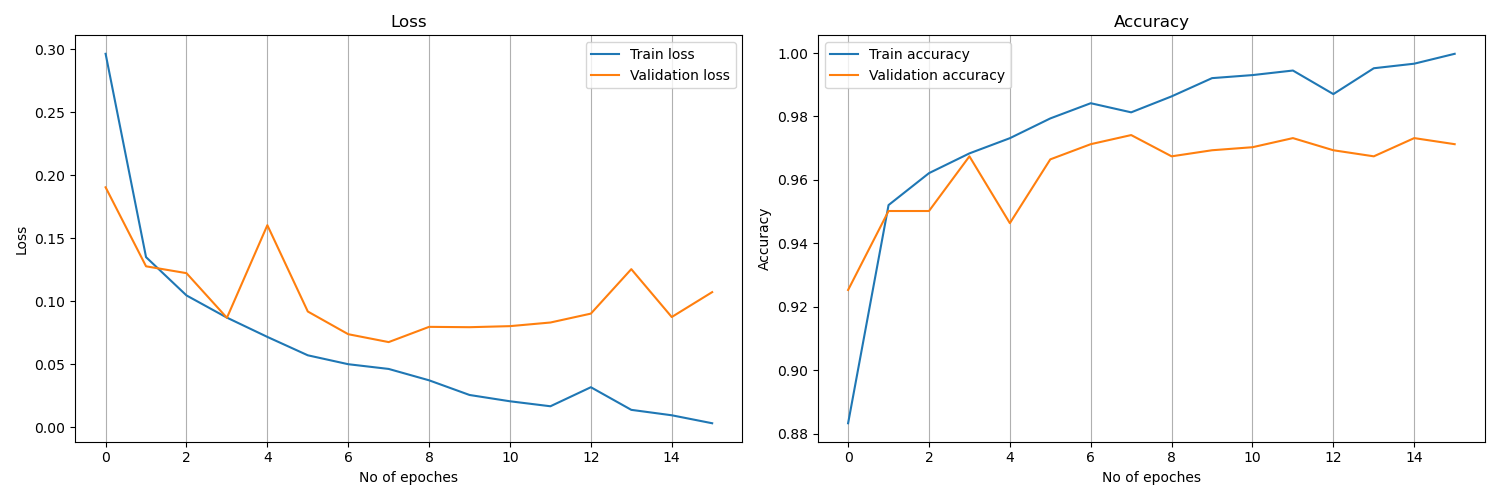 Loss
0.30
0.25
0.20
0.15
0.10
0.05
0.00
Loss
0 2 4 6 8 10 12 14
No of epoches
Train loss
Validation loss
Accuracy
1.00
0.98
0.96
0.94
0.92
0.90
0.88
Accuracy
0 2 4 6 8 10 12 14
No of epoches
Train accuracy
Validation accuracy